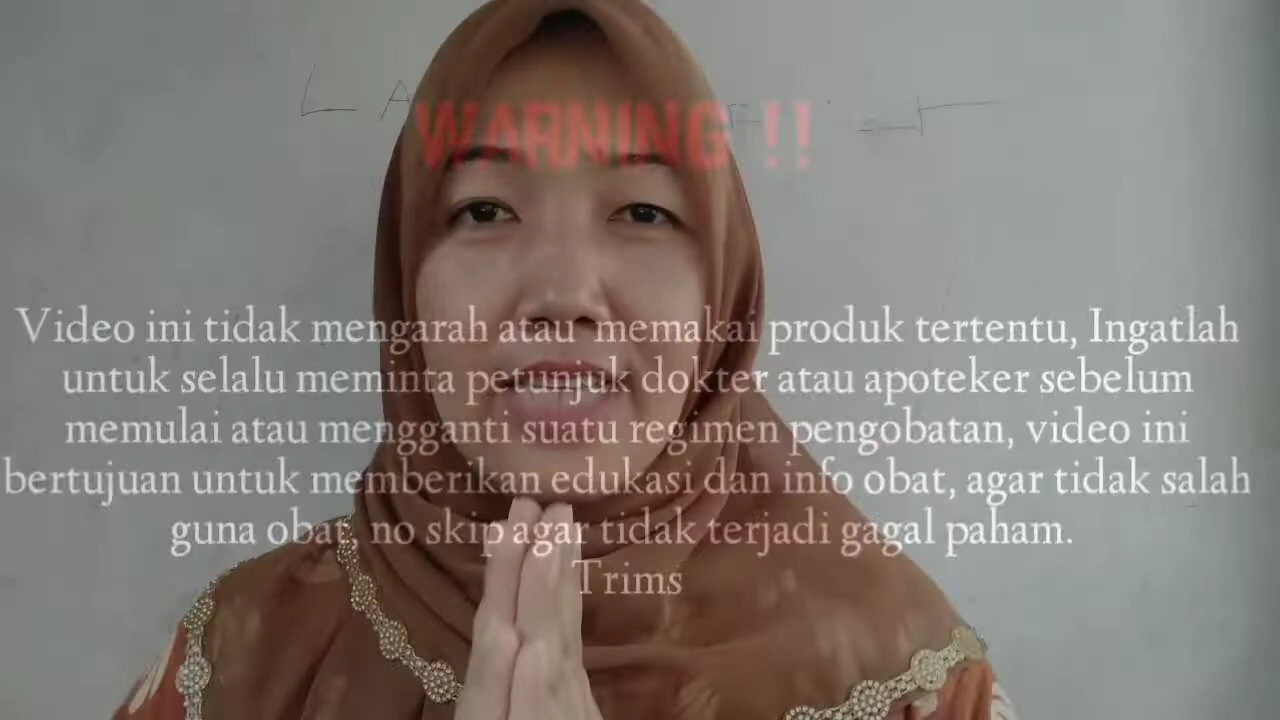 WARNING !!
Video ini tidak mengarah atau memakai produk tertentu, Ingatlah
untuk selalu meminta petunjuk dokter atau apoteker sebelum
memulai atau mengganti suatu regimen pengobatan, video ini
bertujuan untuk memberikan edukasi dan info obat, agar tidak salah
guna obat, no skip agar tidak terjadi gagal paham.
Trims